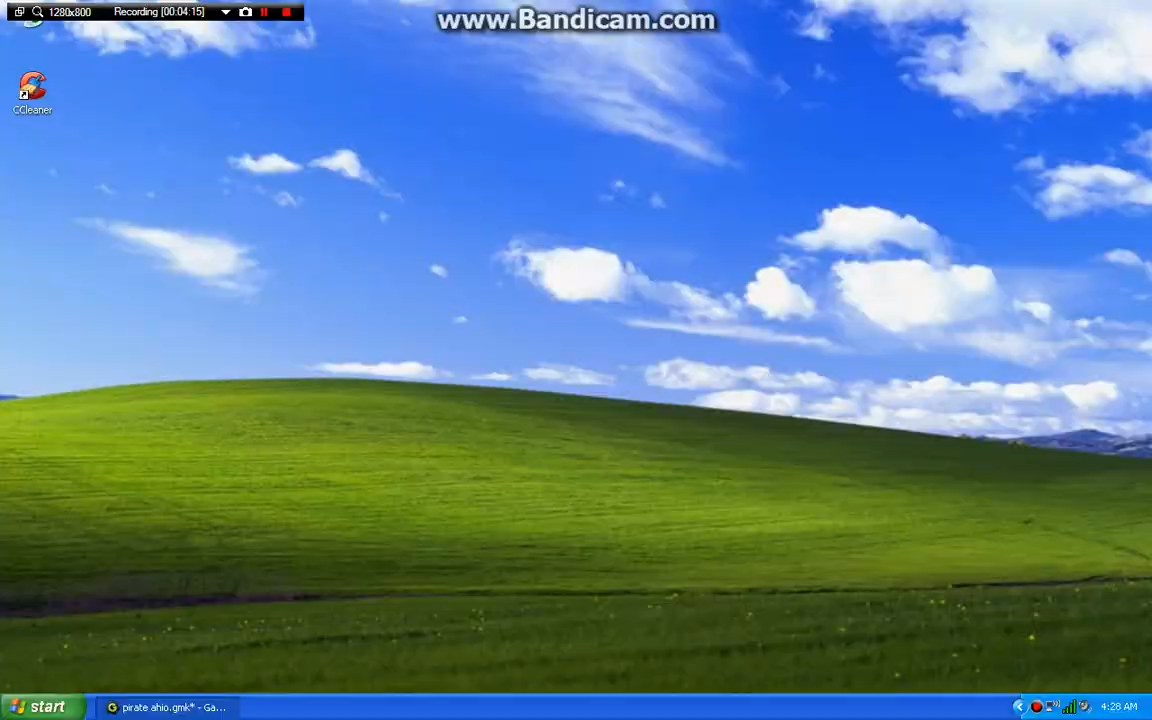 1280x800 Recording [00:04:15]
www.Bandicam.com
CCleaner
start
pirate ahio.gmk* - Ga...
4:28 AM